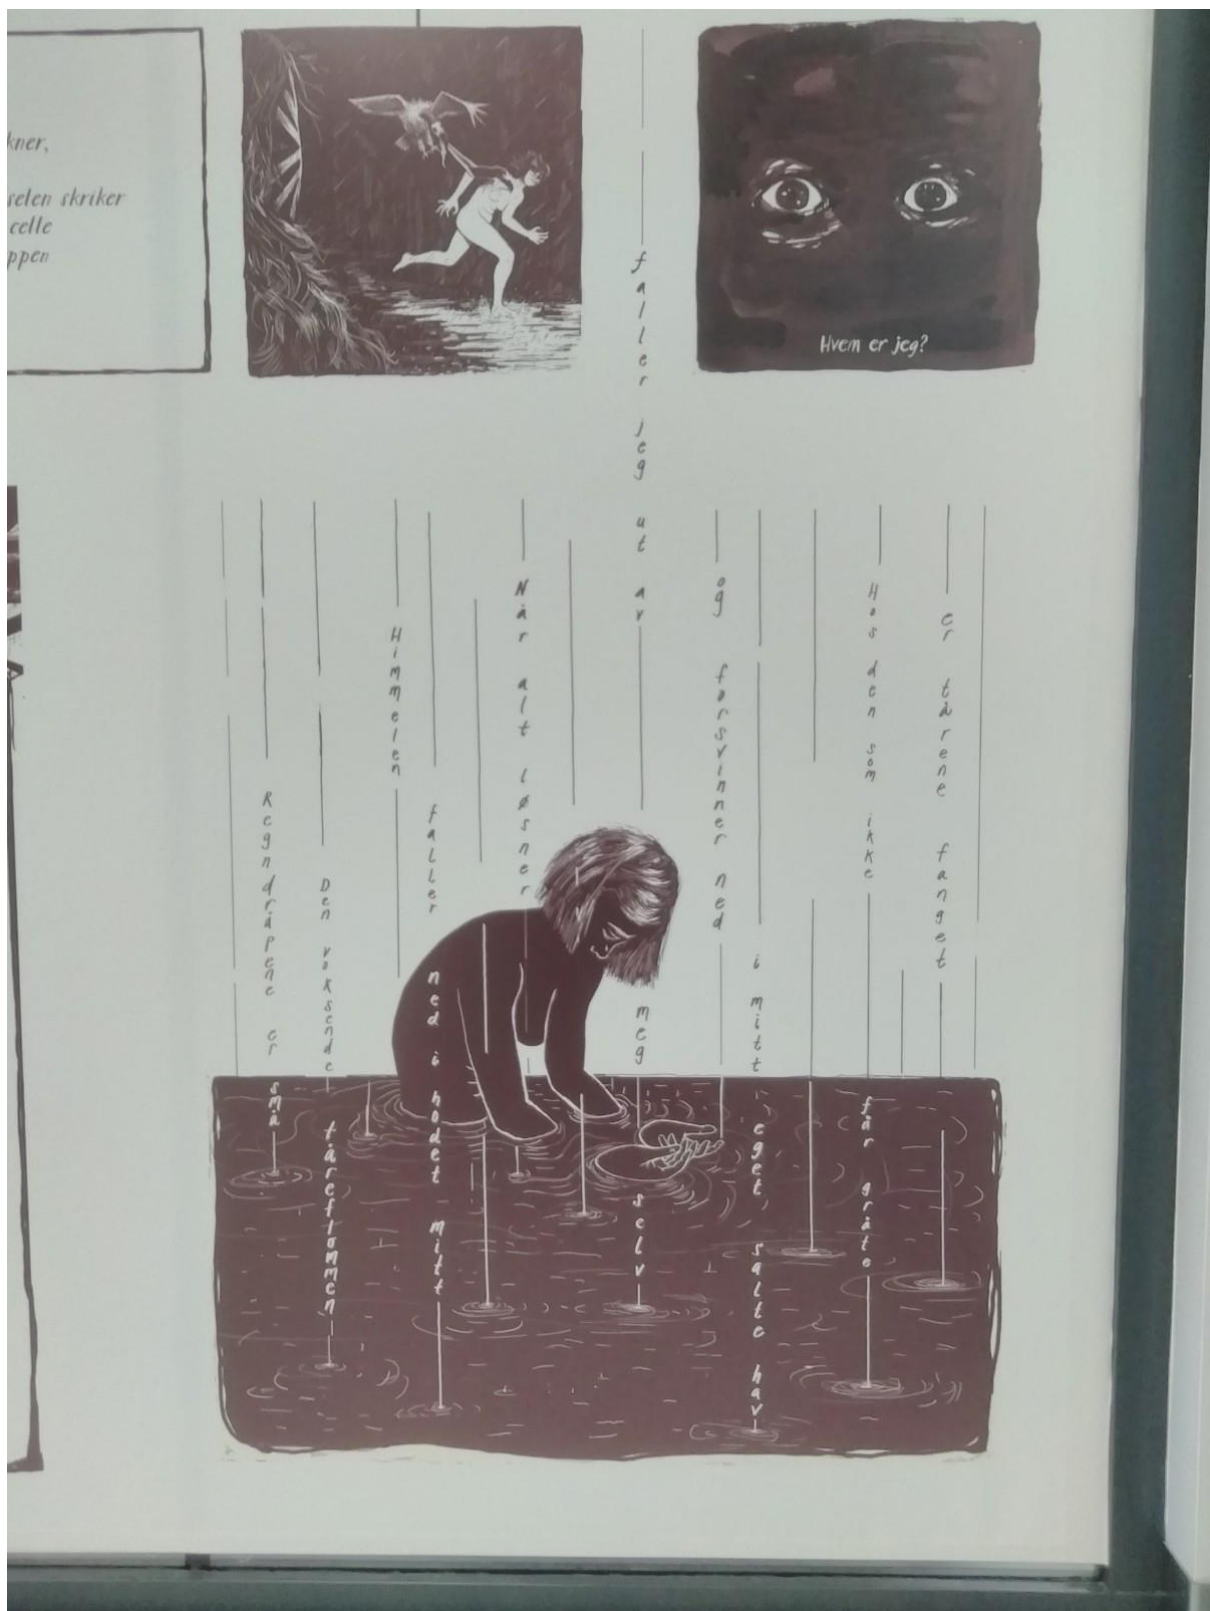 kner,
selen skriker
celle
ppen
Hvem er jeg?
Regndråpene er små
Den voksende tåreflommen
Himmelen
faller ned i hodet mitt
Når alt løsner
faller jeg ut av meg selv
og forsvinner ned
i mitt eget salte hav
Hos den som ikke får gråte
er tårene fanget